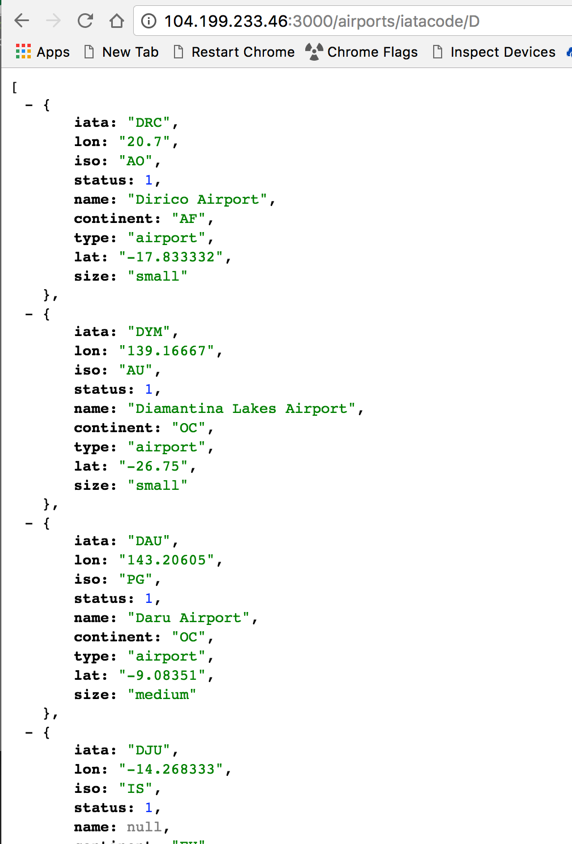 104.199.233.46:3000/airports/iatacode/D
Apps New Tab Restart Chrome Chrome Flags Inspect Devices
[
- {
iata: "DRC",
lon: "20.7",
iso: "AO",
status: 1,
name: "Dirico Airport",
continent: "AF",
type: "airport",
lat: "-17.833332",
size: "small"
},
- {
iata: "DYM",
lon: "139.16667",
iso: "AU",
status: 1,
name: "Diamantina Lakes Airport",
continent: "OC",
type: "airport",
lat: "-26.75",
size: "small"
},
- {
iata: "DAU",
lon: "143.20605",
iso: "PG",
status: 1,
name: "Daru Airport",
continent: "OC",
type: "airport",
lat: "-9.08351",
size: "medium"
},
- {
iata: "DJU",
lon: "-14.268333",
iso: "IS",
status: 1,
name: null,